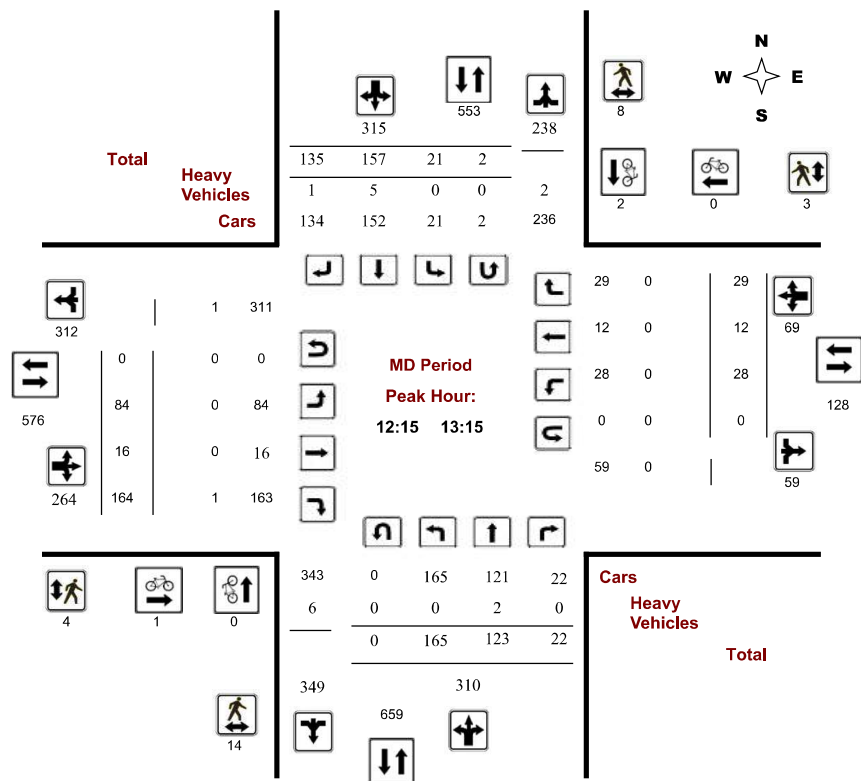 N
W E
S
553
8
315 238
Total 135 157 21 2
Heavy
Vehicles 1 5 0 0 2
Cars 134 152 21 2 236
2 0 3
312 1 311
29 0 29
12 0 12 69
0 0 0
MD Period
576 84 0 84
Peak Hour:
28 0 28
128
12:15 13:15
0 0 0
16 0 16
59 0 59
264 164 1 163
343 0 165 121 22 Cars
6 0 0 2 0 Heavy
Vehicles
4 1 0
0 165 123 22 Total
349 310
659
14